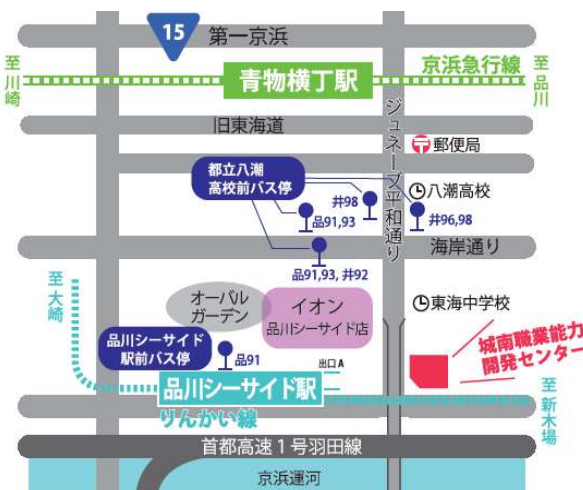 15
第一京浜
至川崎
青物横丁駅
京浜急行線
至品川
旧東海道
ジュネーブ平和通り
郵便局
都立八潮
高校前バス停
井98
八潮高校
品91,93
井96,98
海岸通り
品91,93, 井92
至大崎
オーバル
ガーデン
イオン
品川シーサイド店
東海中学校
品川シーサイド
駅前バス停
品91
出口A
城南職業能力
開発センター
品川シーサイド駅
りんかい線
至新木場
首都高速1号羽田線
京浜運河